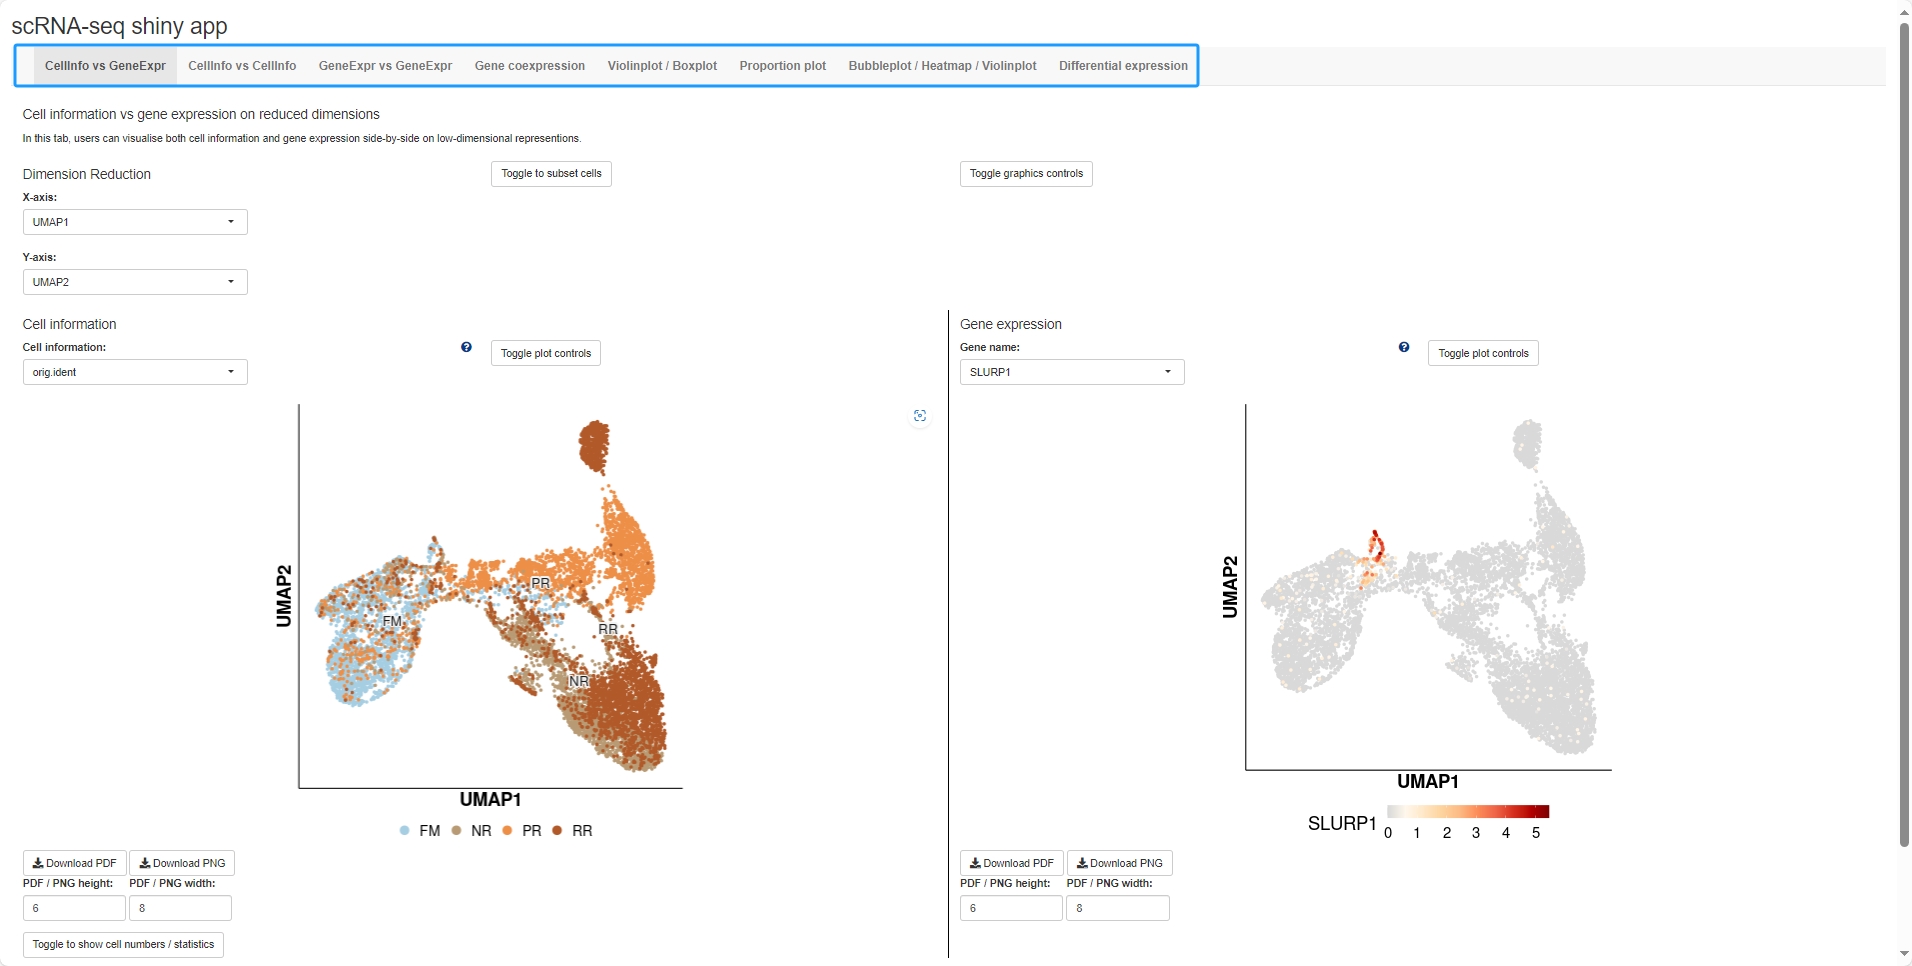 scRNA-seq shiny app
CellInfo vs GeneExpr CellInfo vs CellInfo GeneExpr vs GeneExpr Gene coexpression Violinplot / Boxplot Proportion plot Bubbleplot / Heatmap / Violinplot Differential expression
Cell information vs gene expression on reduced dimensions
In this tab, users can visualise both cell information and gene expression side-by-side on low-dimensional representions.
Dimension Reduction
Toggle to subset cells
Toggle graphics controls
X-axis:
UMAP1
Y-axis:
UMAP2
Cell information
Cell information:
Toggle plot controls
orig.ident
UMAP2
PR
FM
RR
NR
UMAP1
FM NR PR RR
Download PDF Download PNG
PDF / PNG height: PDF / PNG width:
6 8
Toggle to show cell numbers / statistics
Gene expression
Gene name:
Toggle plot controls
SLURP1
UMAP2
UMAP1
SLURP1 0 1 2 3 4 5
Download PDF Download PNG
PDF / PNG height: PDF / PNG width:
6 8